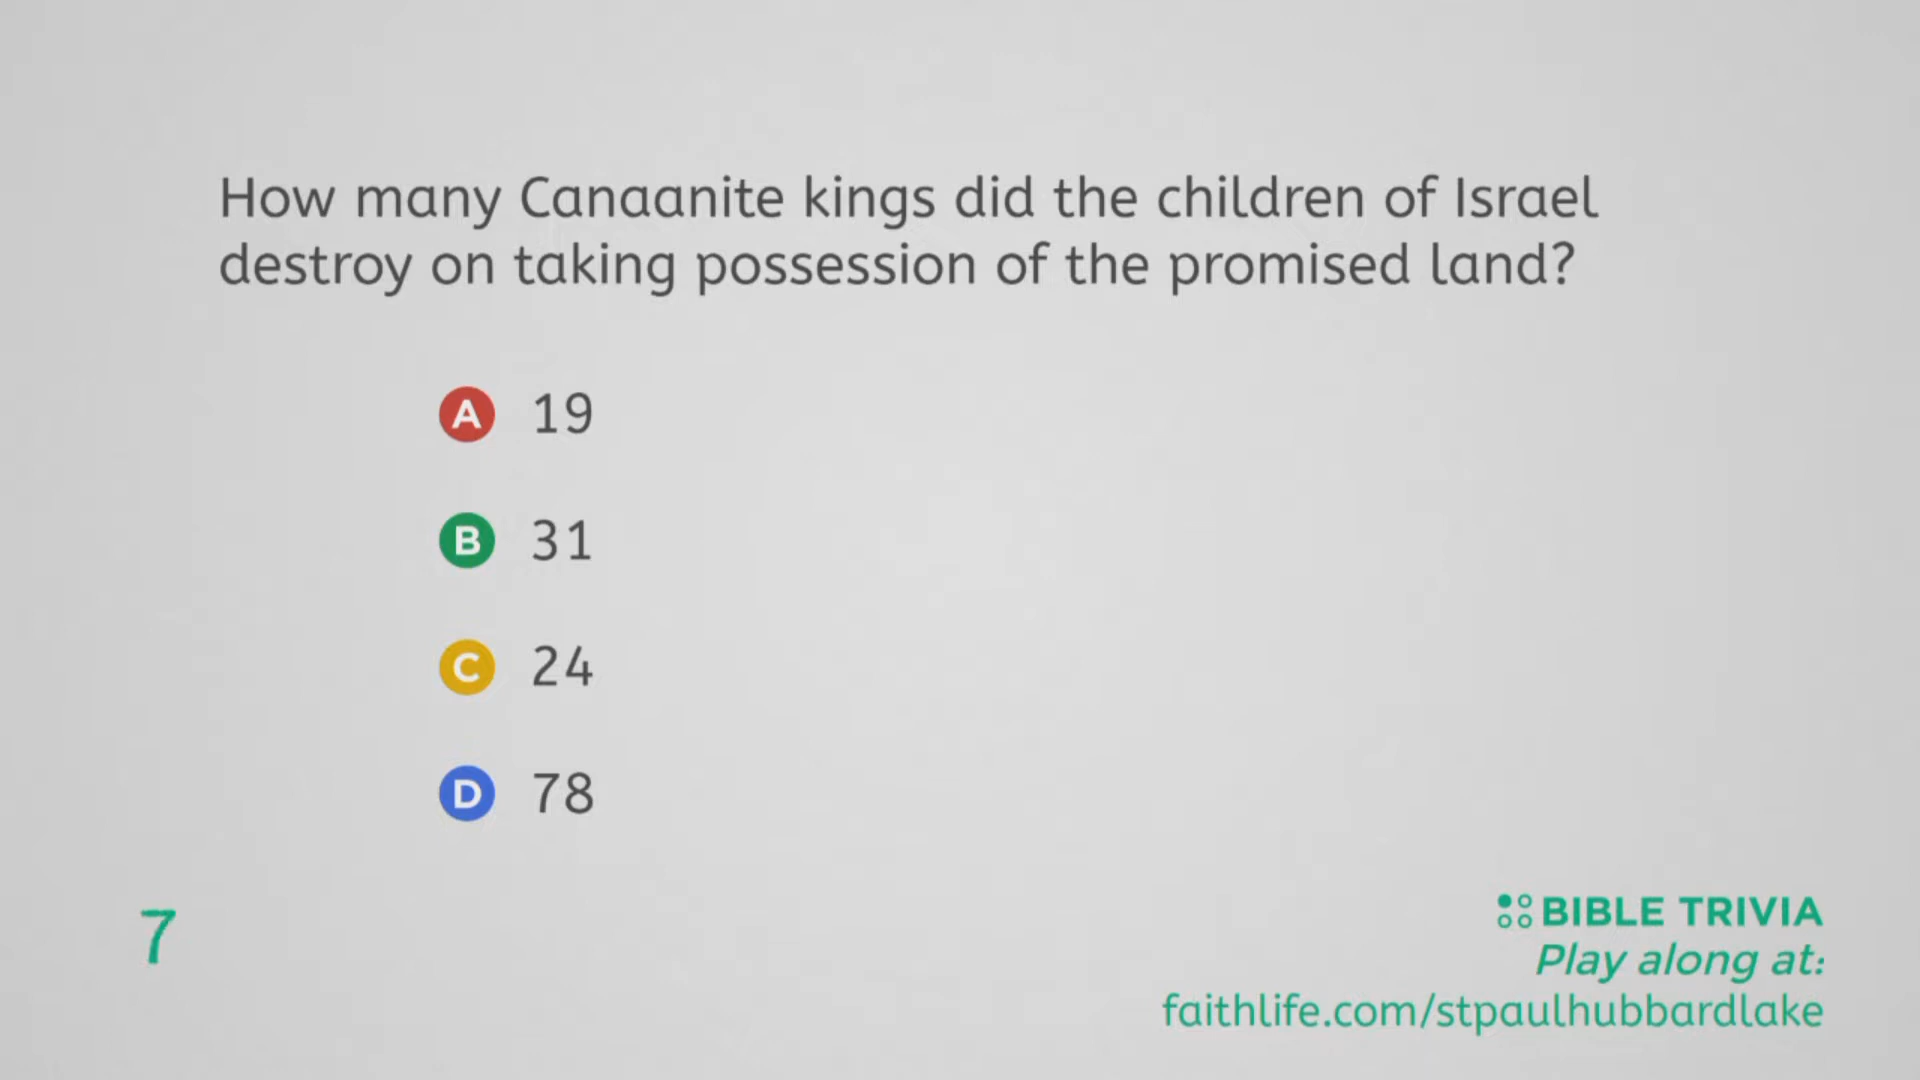 How many Canaanite kings did the children of Israel
destroy on taking possession of the promised land?
A 19
B 31
C 24
D 78
7
BIBLE TRIVIA
Play along at:
faithlife.com/stpaulhubbardlake